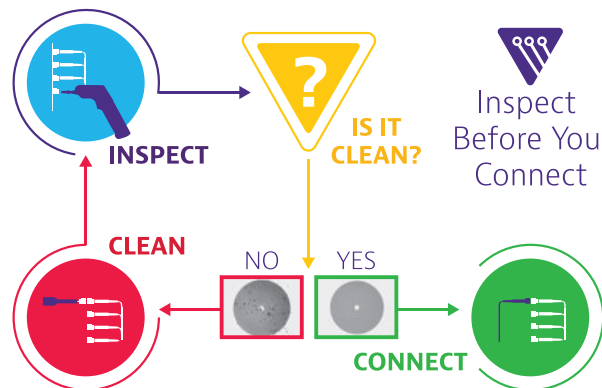 ?
INSPECT
IS IT
CLEAN?
Inspect
Before You
Connect
CLEAN
NO
YES
CONNECT